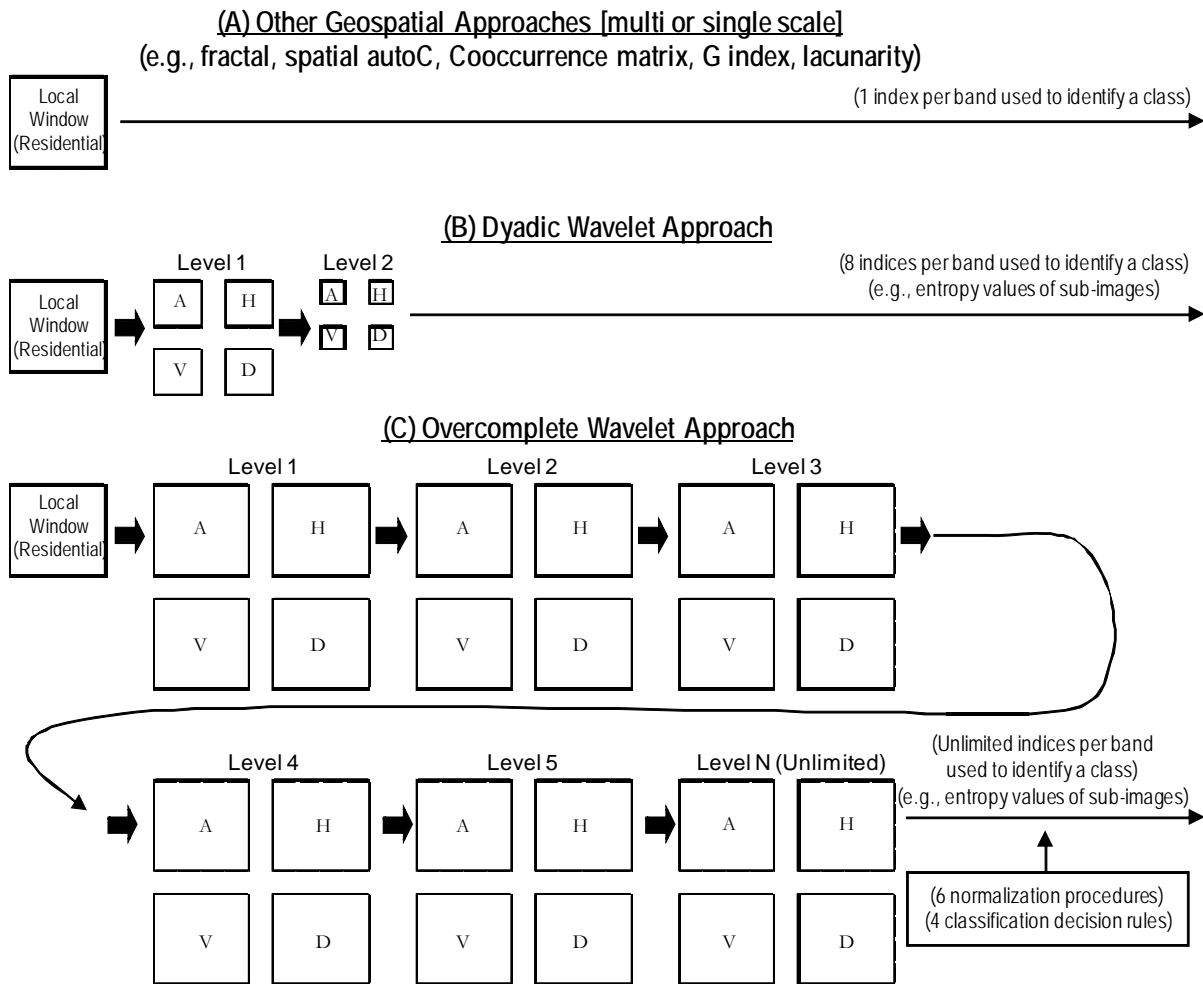 (A) Other Geospatial Approaches [multi or single scale]
(e.g., fractal, spatial autoC, Cooccurrence matrix, G index, lacunarity)
Local
Window
(Residential)
(1 index per band used to identify a class)
(B) Dyadic Wavelet Approach
Level 1
Level 2
Local
Window
(Residential)
A H
V D
A H
V D
(8 indices per band used to identify a class)
(e.g., entropy values of sub-images)
(C) Overcomplete Wavelet Approach
Level 1
Level 2
Level 3
Local
Window
(Residential)
A H A H A H
V D V D V D
Level 4
Level 5
Level N (Unlimited)
A H A H A H
V D V D V D
(Unlimited indices per band
used to identify a class)
(e.g., entropy values of sub-images)
(6 normalization procedures)
(4 classification decision rules)